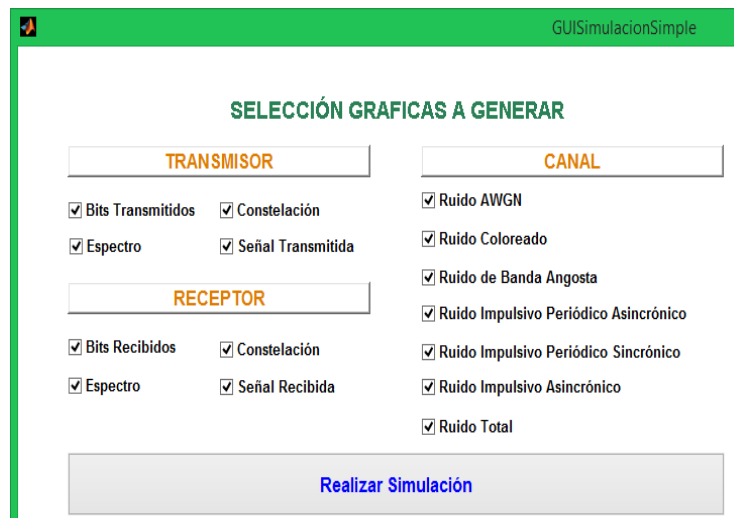 GUISimulacionSimple
SELECCIÓN GRAFICAS A GENERAR
TRANSMISOR
Bits Transmitidos
Constelación
Espectro
Señal Transmitida
RECEPTOR
Bits Recibidos
Constelación
Espectro
Señal Recibida
CANAL
Ruido AWGN
Ruido Coloreado
Ruido de Banda Angosta
Ruido Impulsivo Periódico Asincrónico
Ruido Impulsivo Periódico Sincrónico
Ruido Impulsivo Asincrónico
Ruido Total
Realizar Simulación